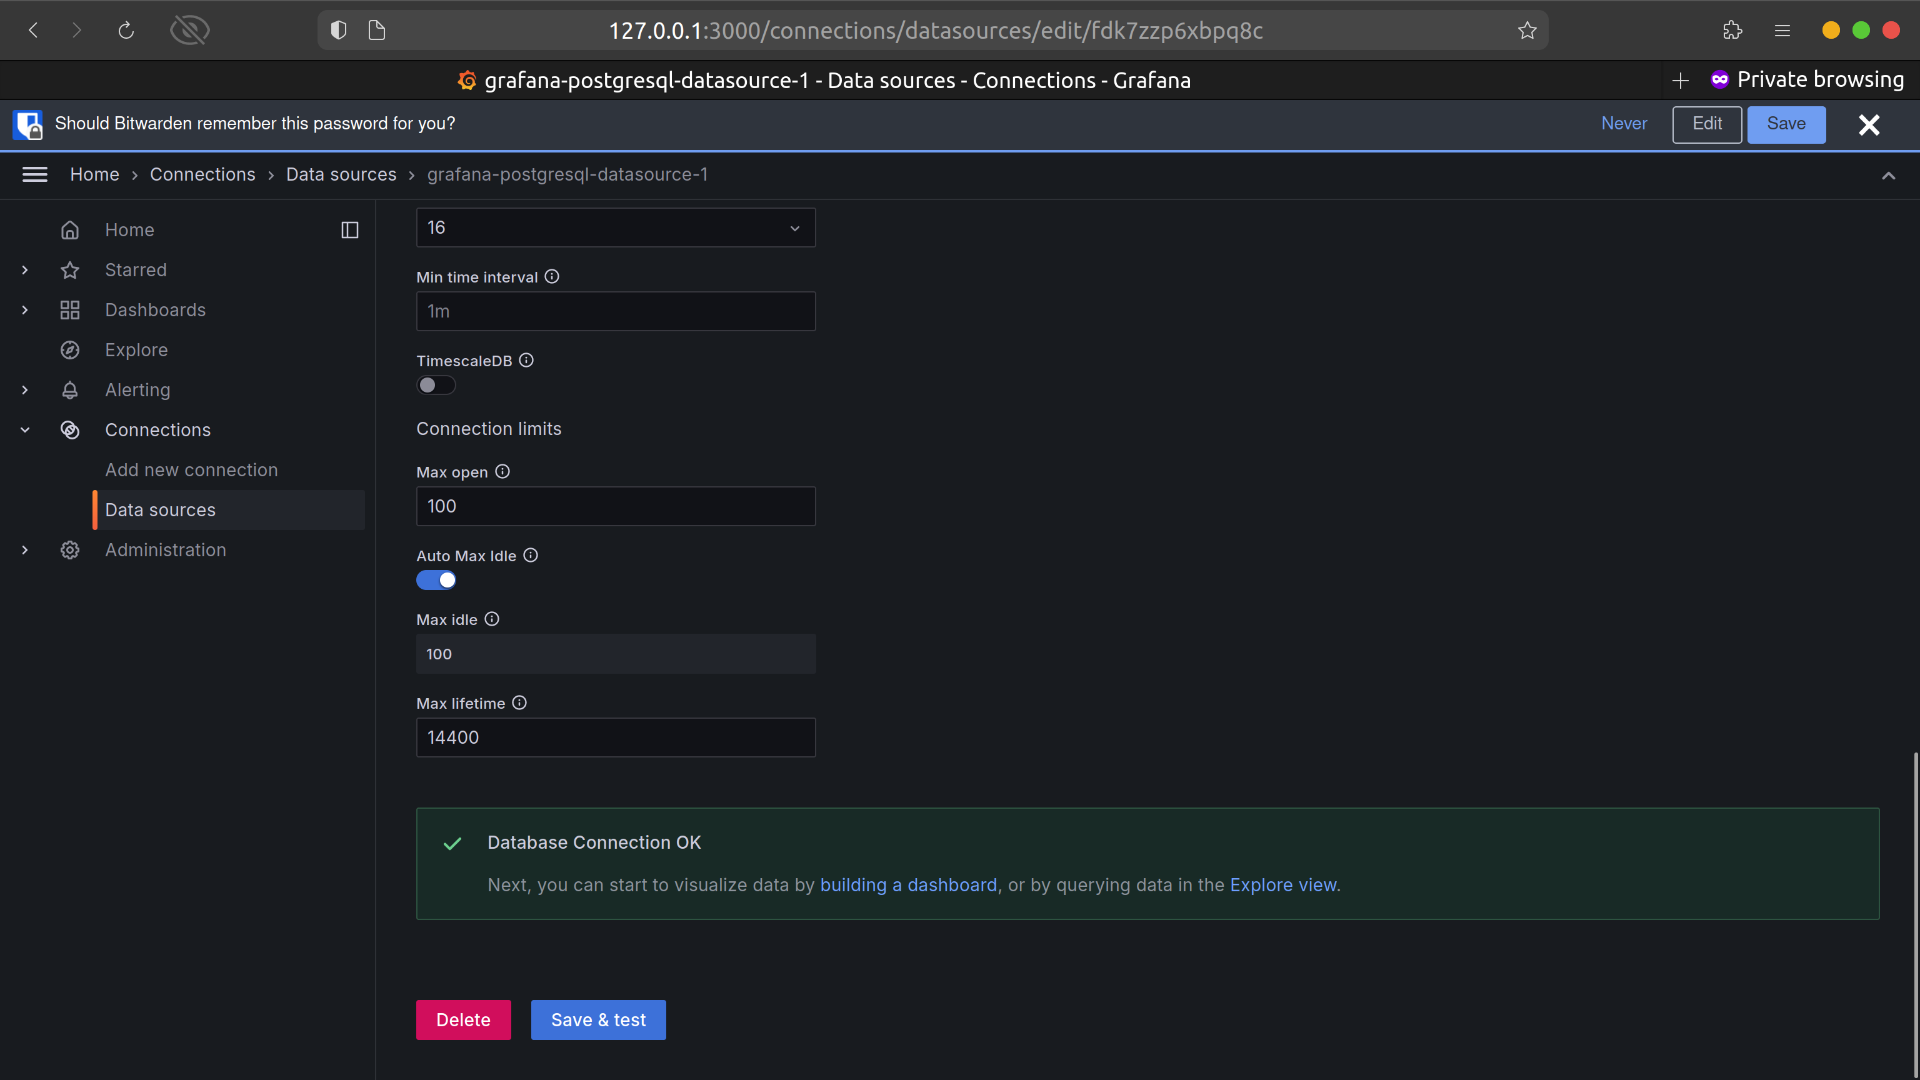 127.0.0.1:3000/connections/datasources/edit/fdk7zzp6xbpq8c
grafana-postgresql-datasource-1 - Data sources - Connections - Grafana
Private browsing
Should Bitwarden remember this password for you?
Never
Edit
Save
Home
Connections
Data sources
grafana-postgresql-datasource-1
Home
Starred
Dashboards
Explore
Alerting
Connections
Add new connection
Data sources
Administration
16
Min time interval
1m
TimescaleDB
Connection limits
Max open
100
Auto Max Idle
Max idle
100
Max lifetime
14400
Database Connection OK
Next, you can start to visualize data by building a dashboard, or by querying data in the Explore view.
Delete
Save & test